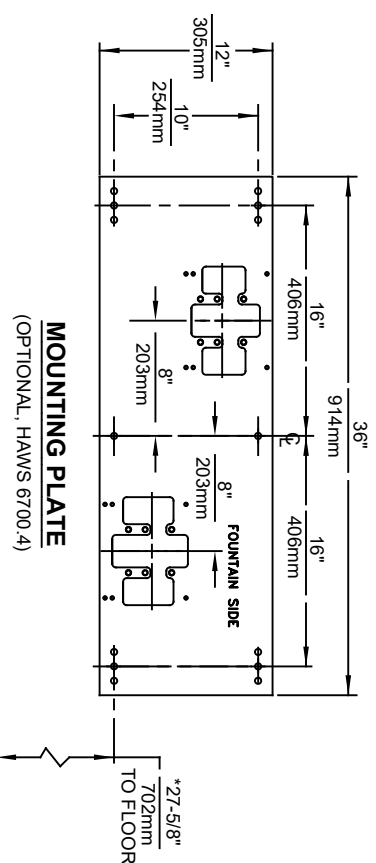 36"
914mm
16"
406mm
16"
406mm
12"
305mm
10"
254mm
8"
203mm
8"
203mm
℄
FOUNTAIN SIDE
*27-5/8"
702mm
TO FLOOR
MOUNTING PLATE
(OPTIONAL, HAWS 6700.4)